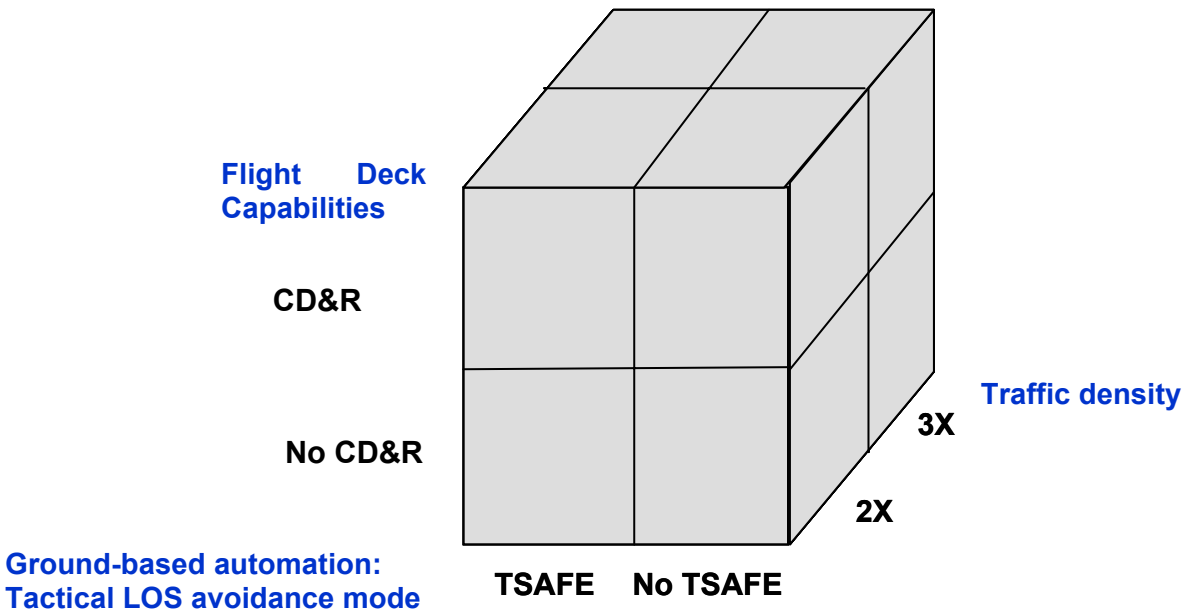 Flight Deck
Capabilities
CD&R
Traffic density
3X
No CD&R
2X
Ground-based automation:
Tactical LOS avoidance mode
TSAFE No TSAFE